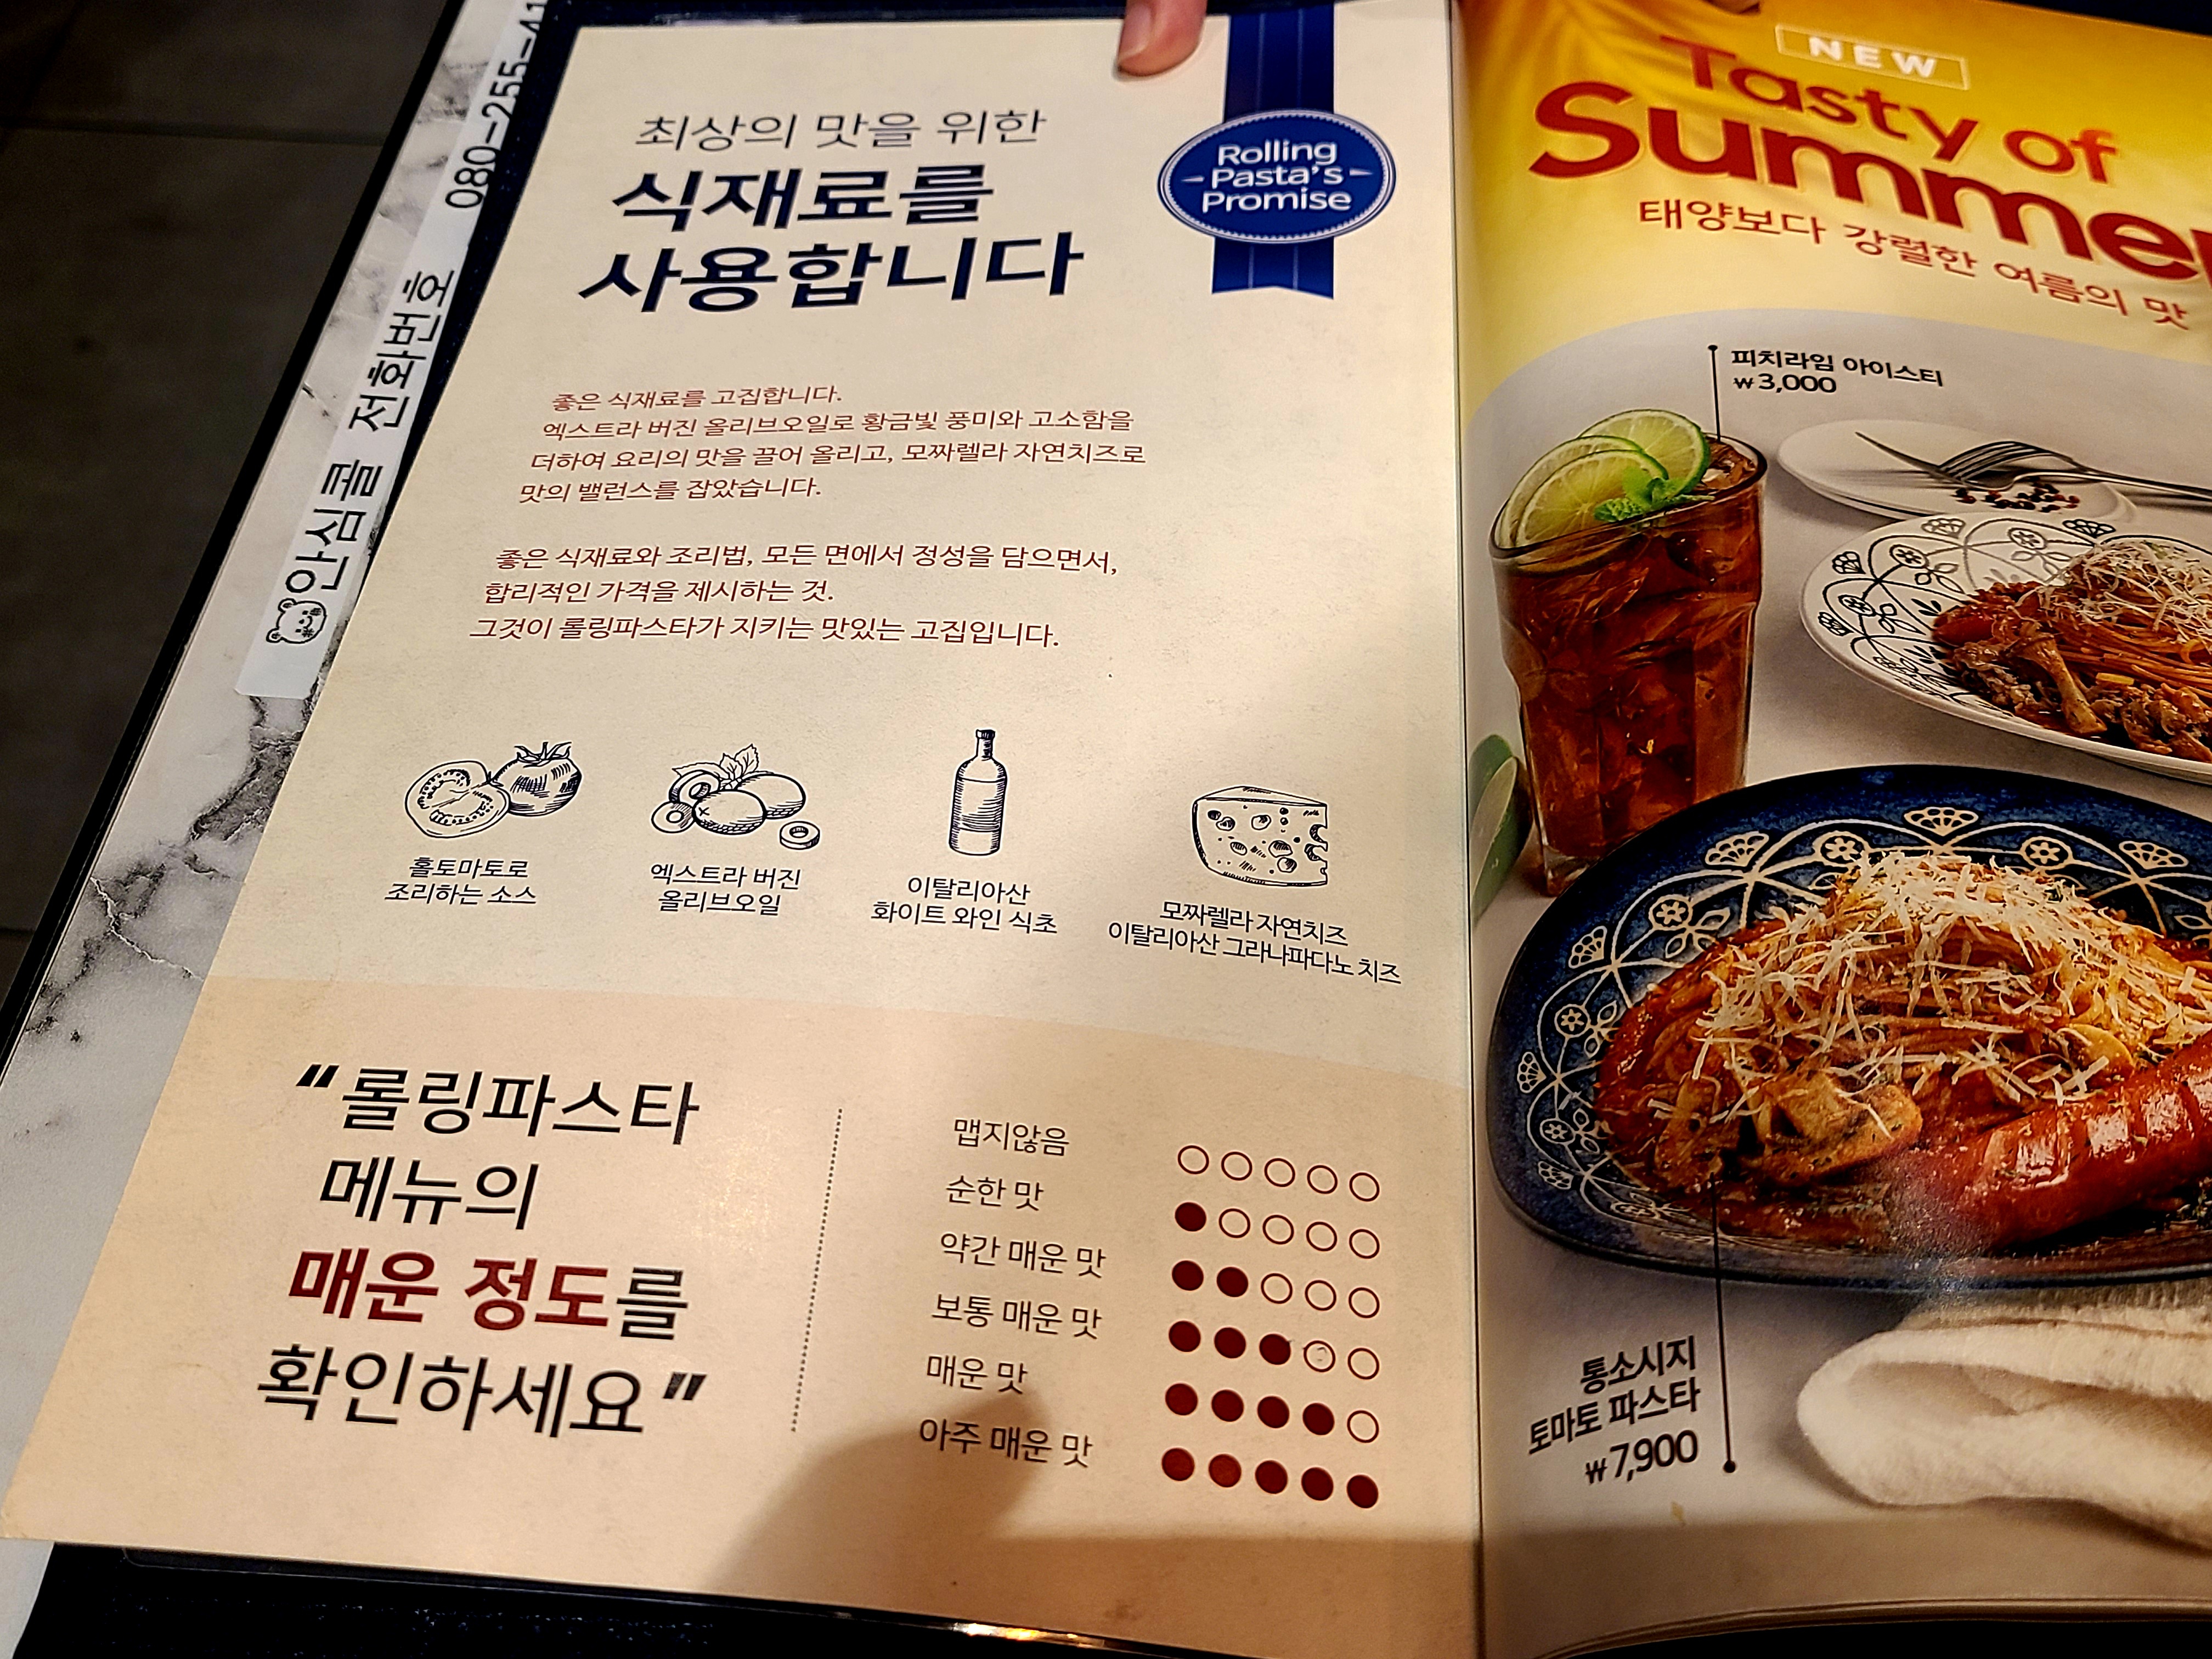 안심콜 전화번호 080-255-41
최상의 맛을 위한
식재료를
사용합니다
Rolling
Pasta's
Promise
좋은 식재료를 고집합니다.
엑스트라 버진 올리브오일로 황금빛 풍미와 고소함을
더하여 요리의 맛을 끌어 올리고, 모짜렐라 자연치즈로
맛의 밸런스를 잡았습니다.
좋은 식재료와 조리법, 모든 면에서 정성을 담으면서,
합리적인 가격을 제시하는 것.
그것이 롤링파스타가 지키는 맛있는 고집입니다.
홀토마토로
조리하는 소스
엑스트라 버진
올리브오일
이탈리아산
화이트 와인 식초
모짜렐라 자연치즈
이탈리아산 그라나파다노 치즈
“롤링파스타
메뉴의
매운 정도를
확인하세요”
맵지않음
순한 맛
약간 매운 맛
보통 매운 맛
매운 맛
아주 매운 맛
NEW
Tasty of
Summer
태양보다 강렬한 여름의 맛
피치라임 아이스티
₩3,000
통소시지
토마토 파스타
₩7,900